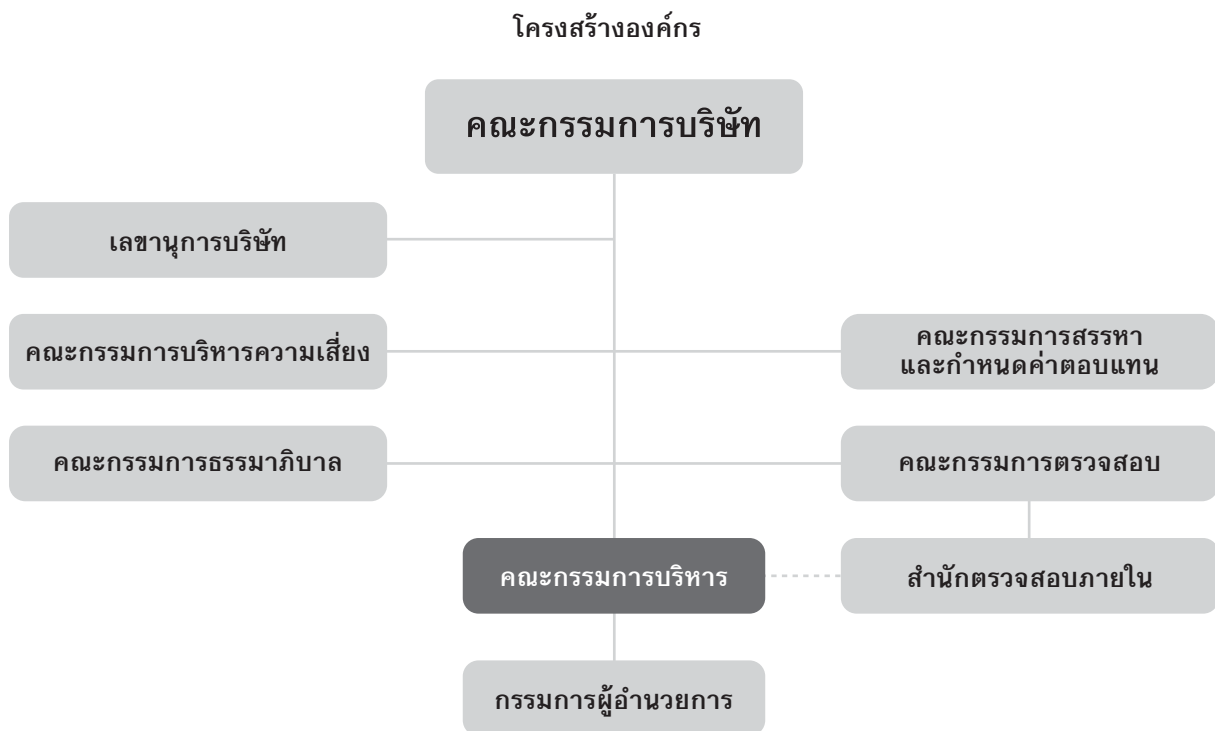 โครงสร้างองค์กร
คณะกรรมการบริษัท
เลขานุการบริษัท
คณะกรรมการบริหารความเสี่ยง
คณะกรรมการสรรหา
และกำหนดค่าตอบแทน
คณะกรรมการธรรมาภิบาล
คณะกรรมการตรวจสอบ
คณะกรรมการบริหาร
สำนักตรวจสอบภายใน
กรรมการผู้อำนวยการ